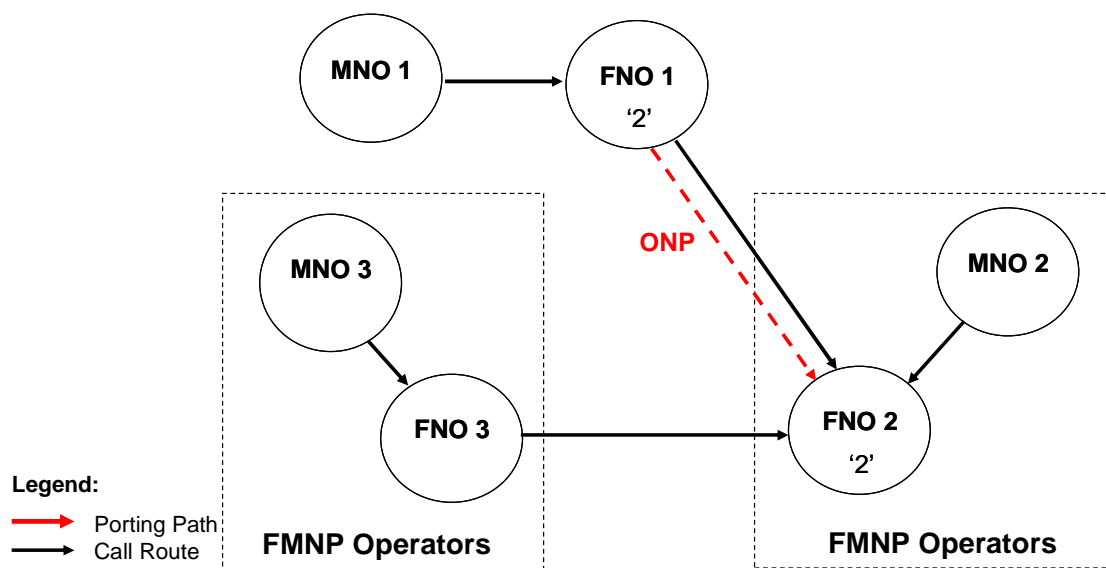 MNO 1
FNO 1
‘2’
ONP
MNO 3
MNO 2
FNO 3
FNO 2
‘2’
Legend:
Porting Path
Call Route
FMNP Operators
FMNP Operators